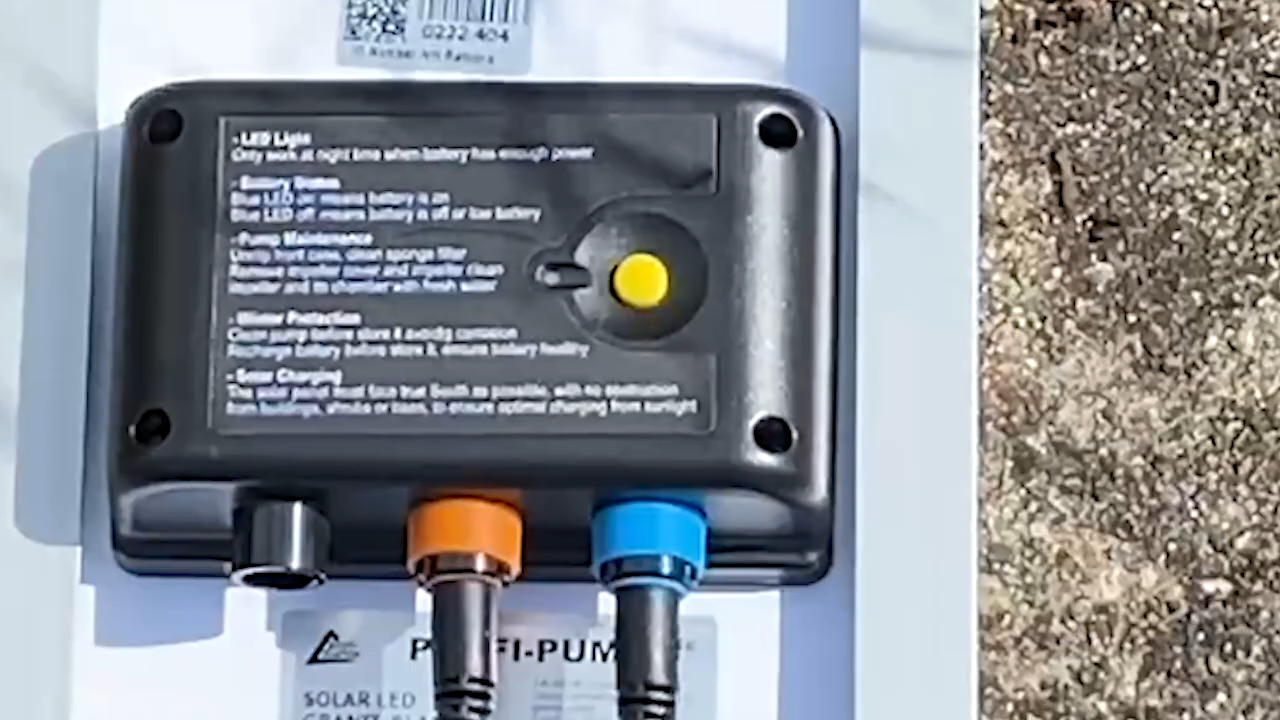 0222 404
- LED Light
Only work at night time when battery has enough power
- Battery Status
Blue LED on: means battery is on
Blue LED off: means battery is off or low battery
- Pump Maintenance
Unclip front case, clean sponge filter
Remove impeller cover and impeller clean
impeller and its chamber with fresh water
- Winter Protection
Clean pump before store it avoidg corrosion
Recharge battery before store it, ensure battery healthy
- Solar Charging
The solar panel must face true South as possible, with no obstruction
from buildings, or trees, to ensure optimal charging from sunlight
FI-PUM
SOLAR LED